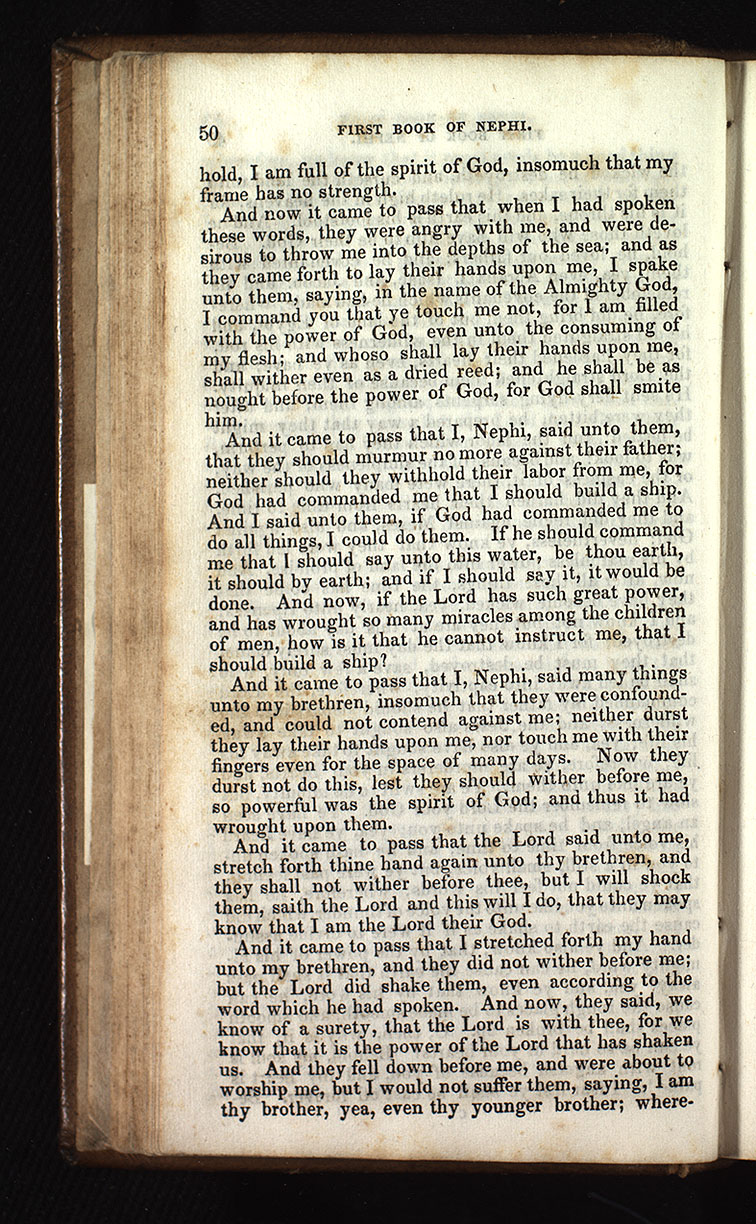 50 FIRST BOOK OF NEPHI.
hold, I am full of the spirit of God, insomuch that my
frame has no strength.
And now it came to pass that when I had spoken
these words, they were angry with me, and were de-
sirous to throw me into the depths of the sea; and as
they came forth to lay their hands upon me, I spake
unto them, saying, in the name of the Almighty God,
I command you that ye touch me not, for I am filled
with the power of God, even unto the consuming of
my flesh; and whoso shall lay their hands upon me,
shall wither even as a dried reed; and he shall be as
nought before the power of God, for God shall smite
him.
And it came to pass that I, Nephi, said unto them,
that they should murmur no more against their father;
neither should they withhold their labor from me, for
God had commanded me that I should build a ship.
And I said unto them, if God had commanded me to
do all things, I could do them. If he should command
me that I should say unto this water, be thou earth,
it should by earth; and if I should say it, it would be
done. And now, if the Lord has such great power,
and has wrought so many miracles among the children
of men, how is it that he cannot instruct me, that I
should build a ship?
And it came to pass that I, Nephi, said many things
unto my brethren, insomuch that they were confound-
ed, and could not contend against me; neither durst
they lay their hands upon me, nor touch me with their
fingers even for the space of many days. Now they
durst not do this, lest they should wither before me,
so powerful was the spirit of God; and thus it had
wrought upon them.
And it came to pass that the Lord said unto me,
stretch forth thine hand again unto thy brethren, and
they shall not wither before thee, but I will shock
them, saith the Lord and this will I do, that they may
know that I am the Lord their God.
And it came to pass that I stretched forth my hand
unto my brethren, and they did not wither before me;
but the Lord did shake them, even according to the
word which he had spoken. And now, they said, we
know of a surety, that the Lord is with thee, for we
know that it is the power of the Lord that has shaken
us. And they fell down before me, and were about to
worship me, but I would not suffer them, saying, I am
thy brother, yea, even thy younger brother; where-